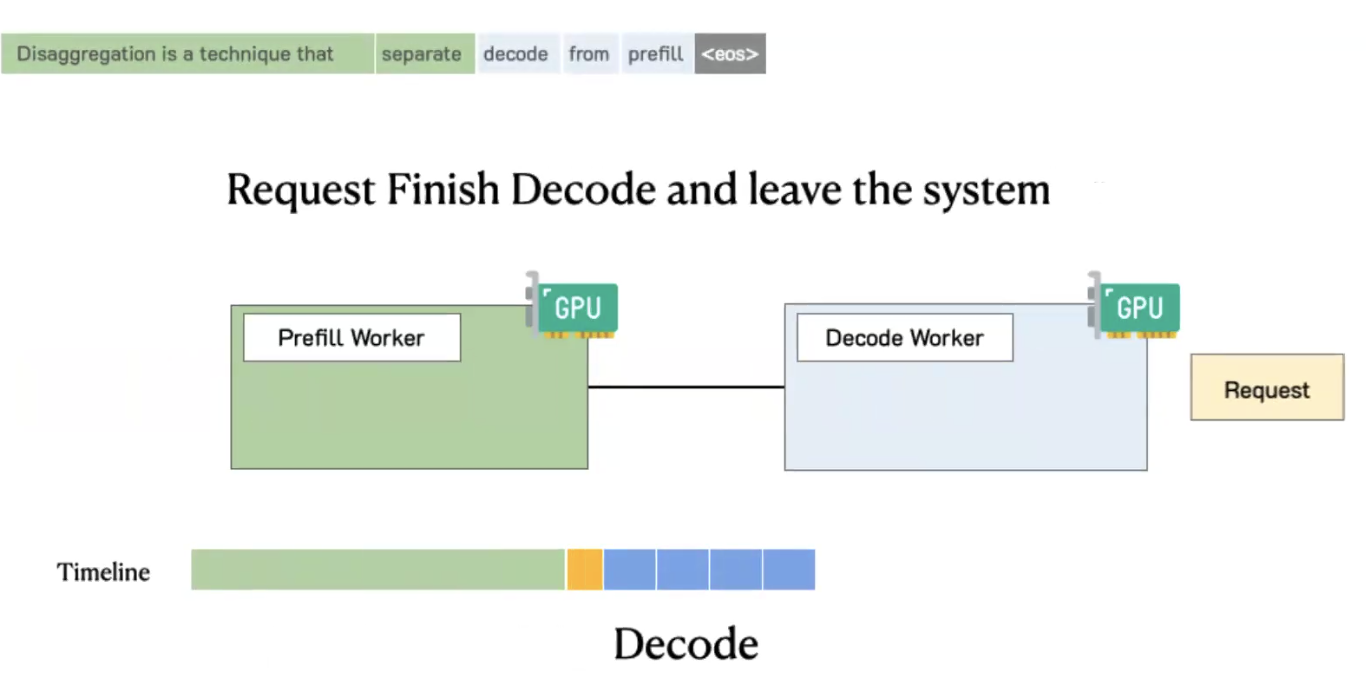 Disaggregation is a technique that separate decode from prefill <eos>
Request Finish Decode and leave the system
GPU
GPU
Prefill Worker
Decode Worker
Request
Timeline
Decode